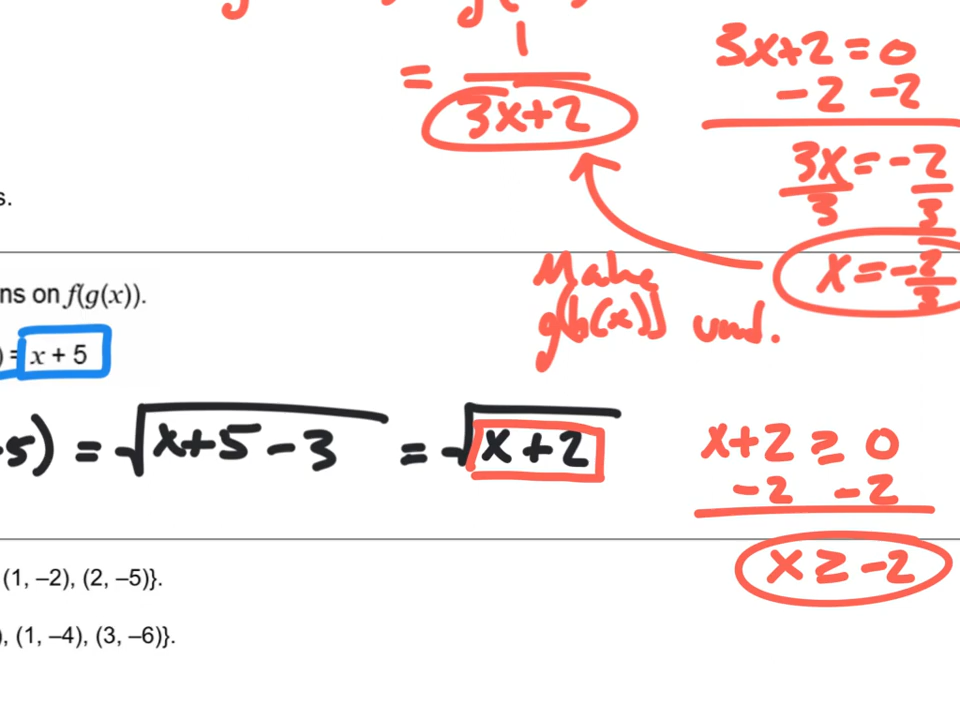 1
= 3x+2
3x+2=0
-2 -2
3x = -2
3 3
s.
x = -2
3
ns on f(g(x)).
Make
g(h(x)) und.
) = x + 5
5) = √x+5-3 = √x+2
x+2 ≥ 0
-2 -2
x ≥ -2
(1, –2), (2, –5)}.
), (1, –4), (3, –6)}.